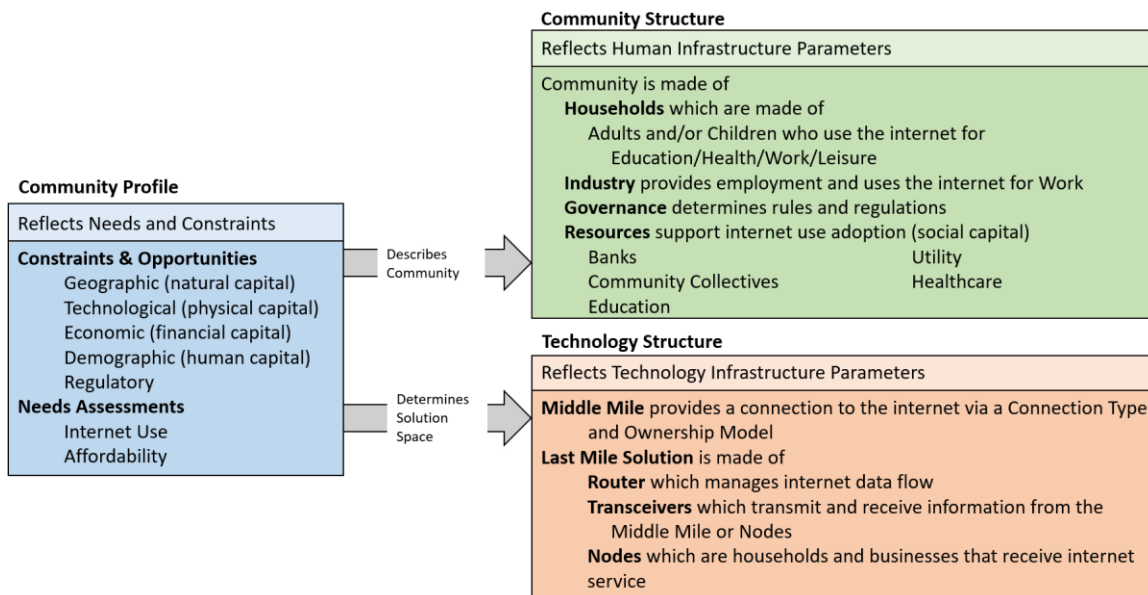 Community Profile
Reflects Needs and Constraints
Constraints & Opportunities
Geographic (natural capital)
Technological (physical capital)
Economic (financial capital)
Demographic (human capital)
Regulatory
Needs Assessments
Internet Use
Affordability
Describes
Community
Determines
Solution
Space
Community Structure
Reflects Human Infrastructure Parameters
Community is made of
Households which are made of
Adults and/or Children who use the internet for
Education/Health/Work/Leisure
Industry provides employment and uses the internet for Work
Governance determines rules and regulations
Resources support internet use adoption (social capital)
Banks Utility
Community Collectives Healthcare
Education
Technology Structure
Reflects Technology Infrastructure Parameters
Middle Mile provides a connection to the internet via a Connection Type
and Ownership Model
Last Mile Solution is made of
Router which manages internet data flow
Transceivers which transmit and receive information from the
Middle Mile or Nodes
Nodes which are households and businesses that receive internet
service